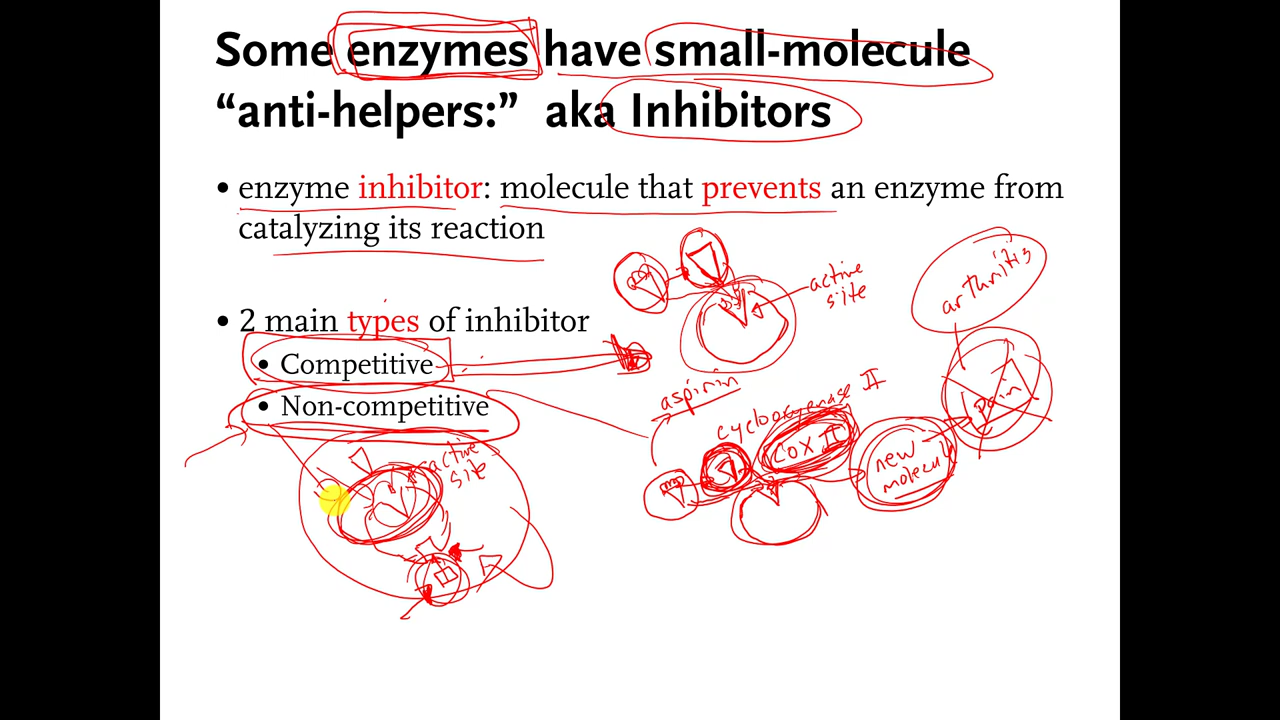 Some enzymes have small-molecule
“anti-helpers:” aka Inhibitors
• enzyme inhibitor: molecule that prevents an enzyme from
catalyzing its reaction
• 2 main types of inhibitor
• Competitive
• Non-competitive
active
site
arthritis
aspirin
cyclooxygenase II
COX II
new
molecule
pain
active
site